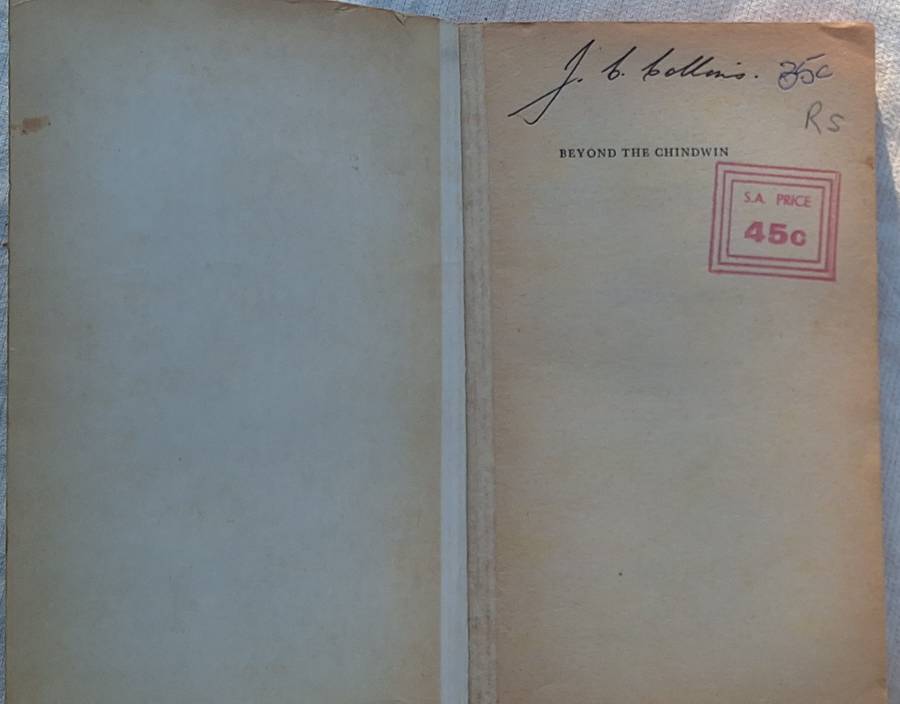 J. C. Collins. 35c
RS
BEYOND THE CHINDWIN
S.A. PRICE
45c